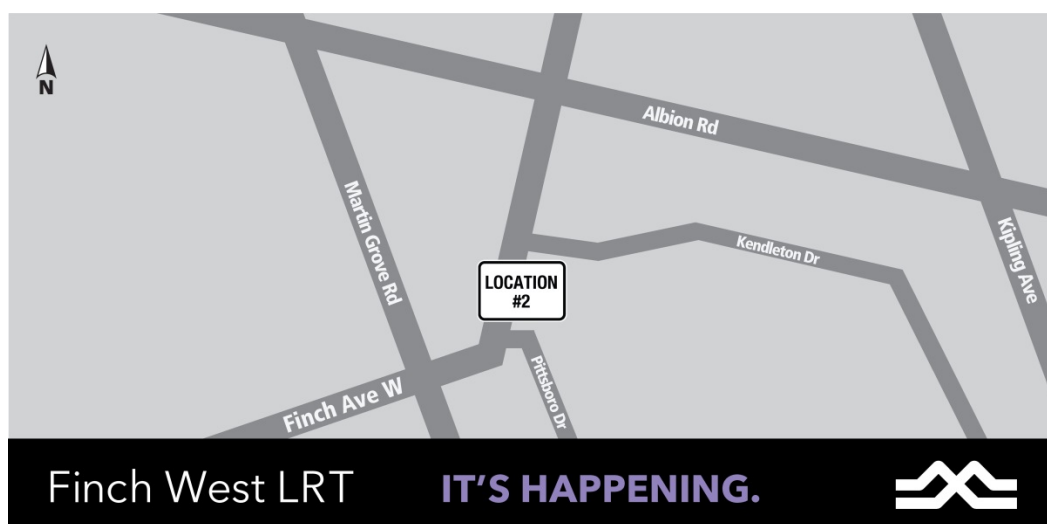 N
Albion Rd
Martin Grove Rd
Kipling Ave
Kendleton Dr
LOCATION
#2
Pittsboro Dr
Finch Ave W
Finch West LRT
IT'S HAPPENING.